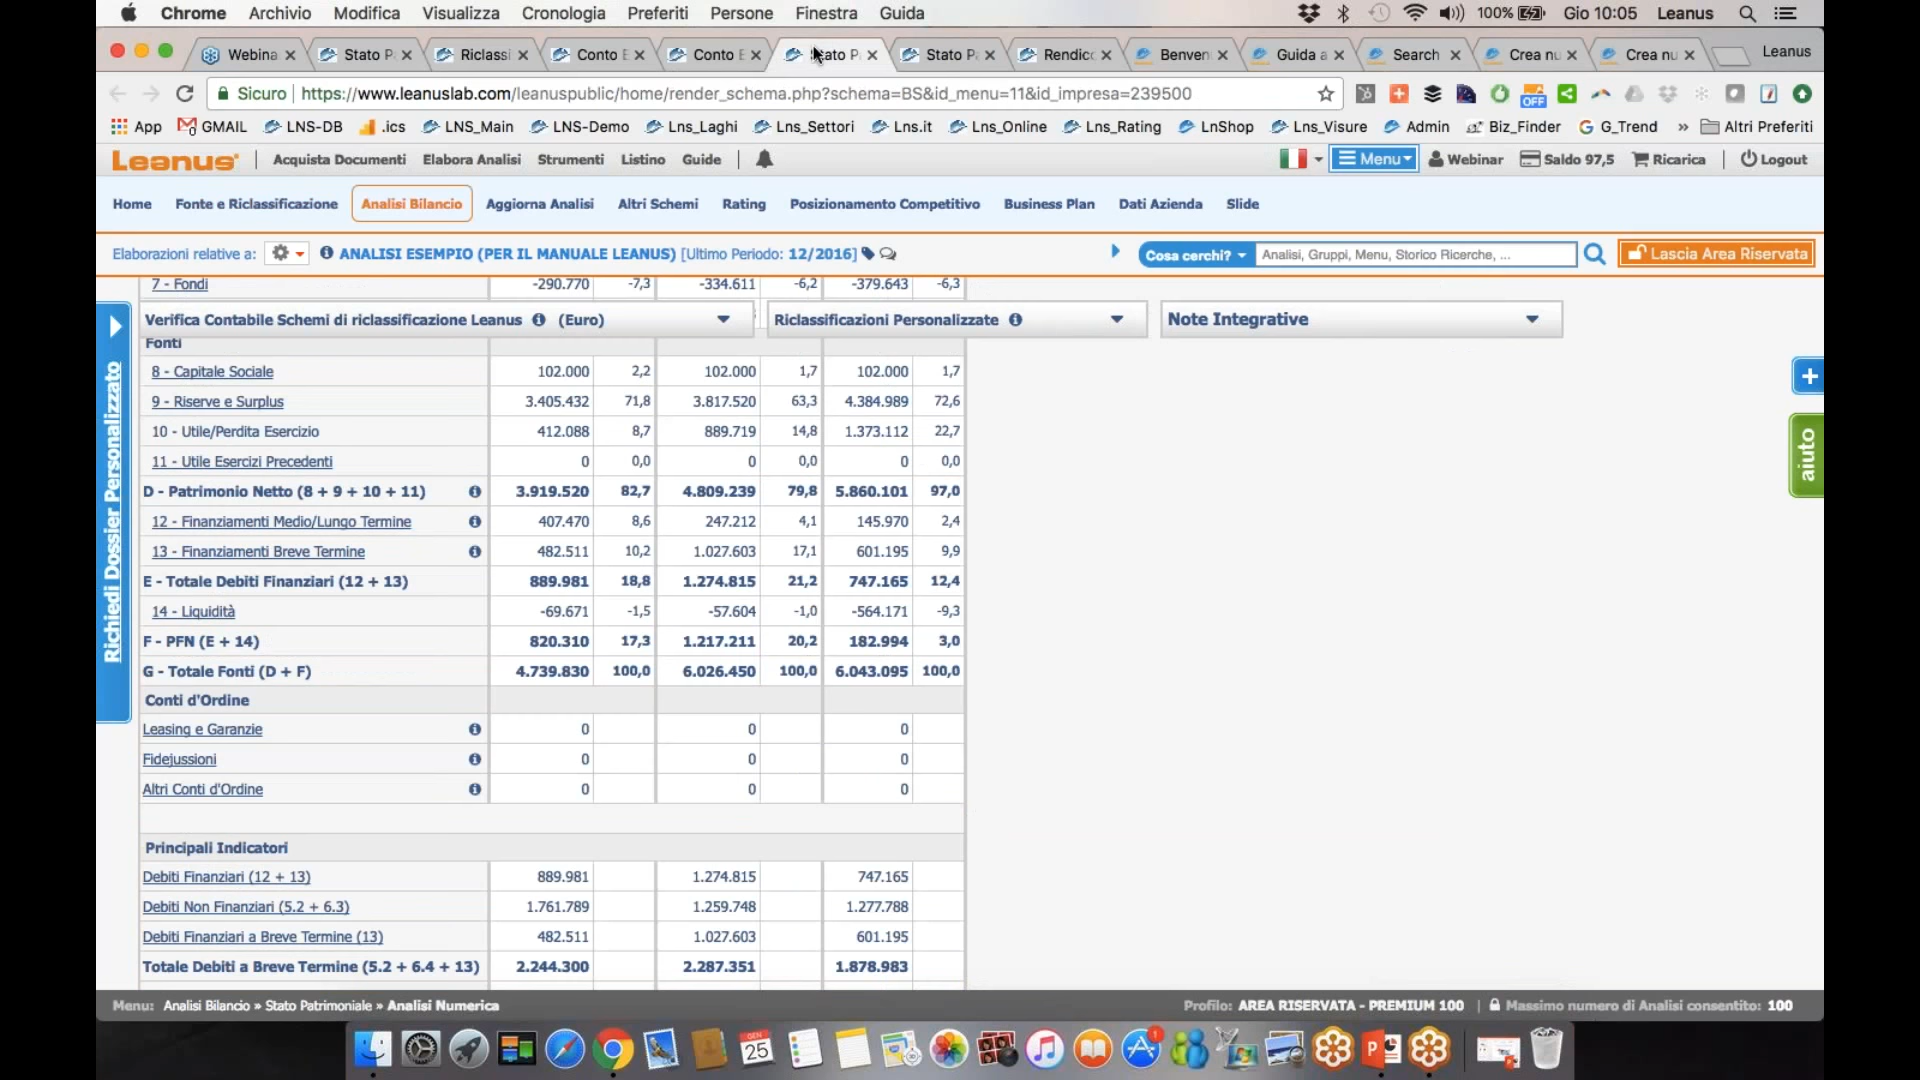 Chrome Archivio Modifica Visualizza Cronologia Preferiti Persone Finestra Guida 100% Gio 10:05 Leanus
Webina Stato P Riclassi Conto E Conto E tato P Stato P Rendico Benven Guida a Search Crea nu Crea nu Leanus
Sicuro https://www.leanuslab.com/leanuspublic/home/render_schema.php?schema=BS&id_menu=11&id_impresa=239500 OFF
App GMAIL LNS-DB .ics LNS_Main LNS-Demo Lns_Laghi Lns_Settori Lns.it Lns_Online Lns_Rating LnShop Lns_Visure Admin Biz_Finder G_Trend » Altri Preferiti
Leanus Acquista Documenti Elabora Analisi Strumenti Listino Guide Menu Webinar Saldo 97,5 Ricarica Logout
Home Fonte e Riclassificazione Analisi Bilancio Aggiorna Analisi Altri Schemi Rating Posizionamento Competitivo Business Plan Dati Azienda Slide
Elaborazioni relative a: ANALISI ESEMPIO (PER IL MANUALE LEANUS) [Ultimo Periodo: 12/2016] Cosa cerchi? Analisi, Gruppi, Menu, Storico Ricerche, ... Lascia Area Riservata
7 - Fondi -290.770 -7,3 -334.611 -6,2 -379.643 -6,3
Verifica Contabile Schemi di riclassificazione Leanus (Euro) Riclassificazioni Personalizzate Note Integrative
Fonti
8 - Capitale Sociale 102.000 2,2 102.000 1,7 102.000 1,7
9 - Riserve e Surplus 3.405.432 71,8 3.817.520 63,3 4.384.989 72,6
10 - Utile/Perdita Esercizio 412.088 8,7 889.719 14,8 1.373.112 22,7
11 - Utile Esercizi Precedenti 0 0,0 0 0,0 0 0,0
D - Patrimonio Netto (8 + 9 + 10 + 11) 3.919.520 82,7 4.809.239 79,8 5.860.101 97,0
12 - Finanziamenti Medio/Lungo Termine 407.470 8,6 247.212 4,1 145.970 2,4
13 - Finanziamenti Breve Termine 482.511 10,2 1.027.603 17,1 601.195 9,9
E - Totale Debiti Finanziari (12 + 13) 889.981 18,8 1.274.815 21,2 747.165 12,4
14 - Liquidità -69.671 -1,5 -57.604 -1,0 -564.171 -9,3
F - PFN (E + 14) 820.310 17,3 1.217.211 20,2 182.994 3,0
G - Totale Fonti (D + F) 4.739.830 100,0 6.026.450 100,0 6.043.095 100,0
Conti d'Ordine
Leasing e Garanzie 0 0 0
Fidejussioni 0 0 0
Altri Conti d'Ordine 0 0 0
Principali Indicatori
Debiti Finanziari (12 + 13) 889.981 1.274.815 747.165
Debiti Non Finanziari (5.2 + 6.3) 1.761.789 1.259.748 1.277.788
Debiti Finanziari a Breve Termine (13) 482.511 1.027.603 601.195
Totale Debiti a Breve Termine (5.2 + 6.4 + 13) 2.244.300 2.287.351 1.878.983
Richiedi Dossier Personalizzato
+
aiuto
Menu: Analisi Bilancio » Stato Patrimoniale » Analisi Numerica Profilo: AREA RISERVATA - PREMIUM 100 | Massimo numero di Analisi consentito: 100
GEN
25
1
P